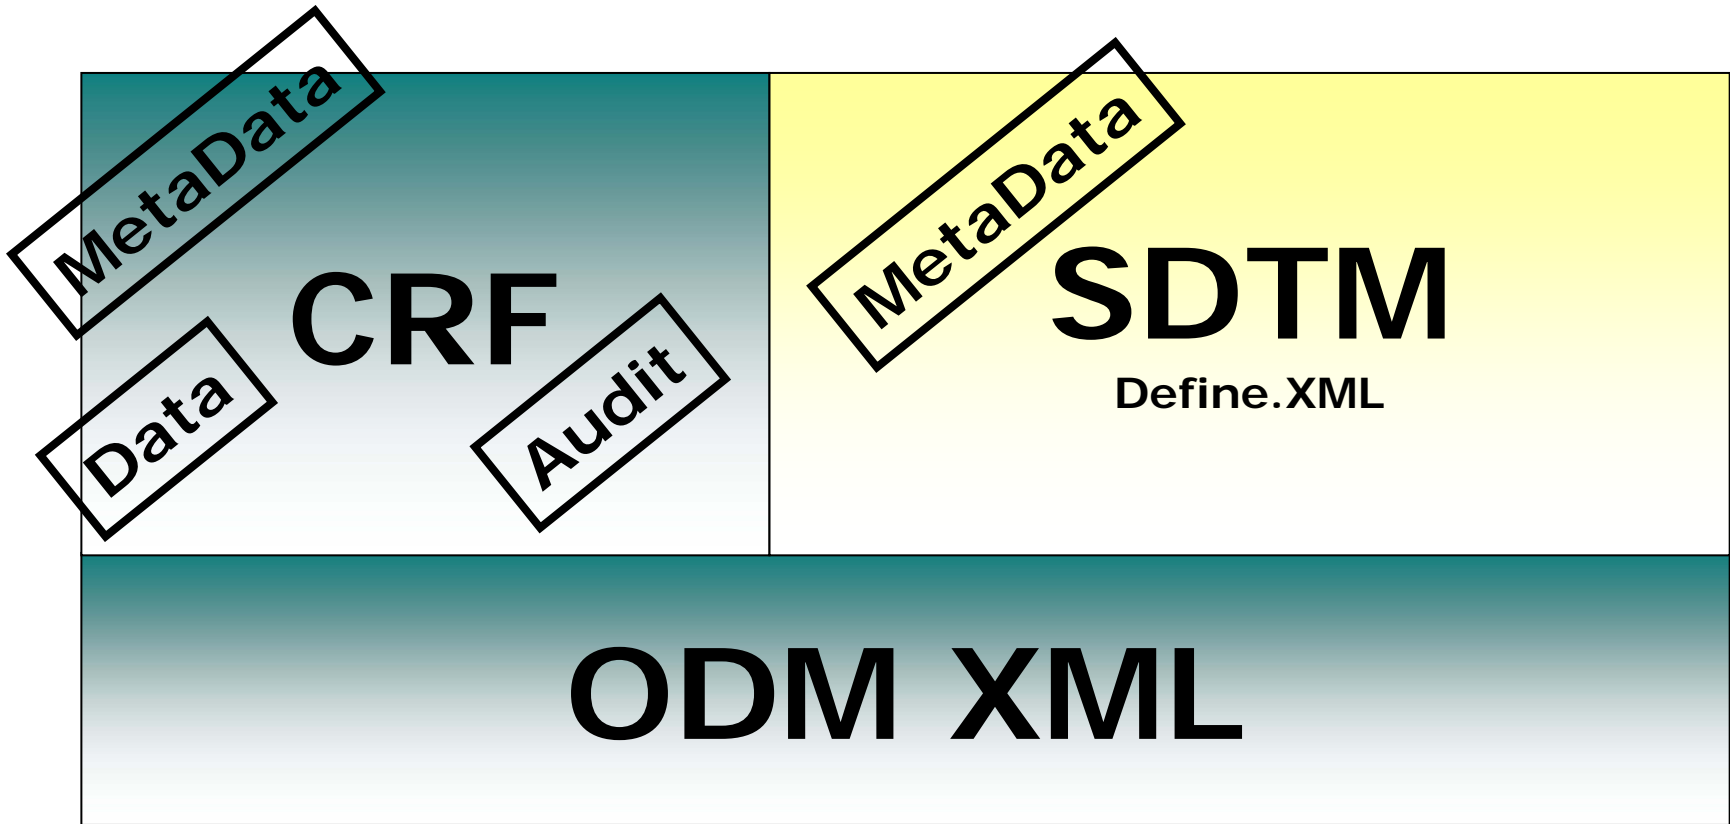 MetaData
CRF
Data
Audit
MetaData
SDTM
Define.XML
ODM XML